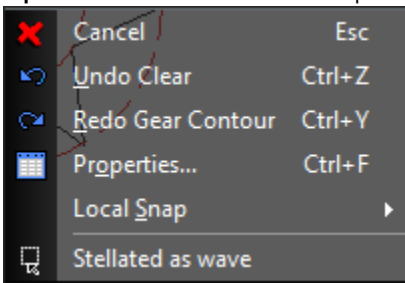 Cancel Esc
Undo Clear Ctrl+Z
Redo Gear Contour Ctrl+Y
Properties... Ctrl+F
Local Snap
Stellated as wave